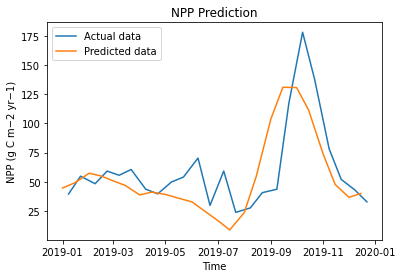 NPP Prediction
Actual data
Predicted data
NPP (g C m−2 yr−1)
175
150
125
100
75
50
25
2019-01
2019-03
2019-05
2019-07
2019-09
2019-11
2020-01
Time